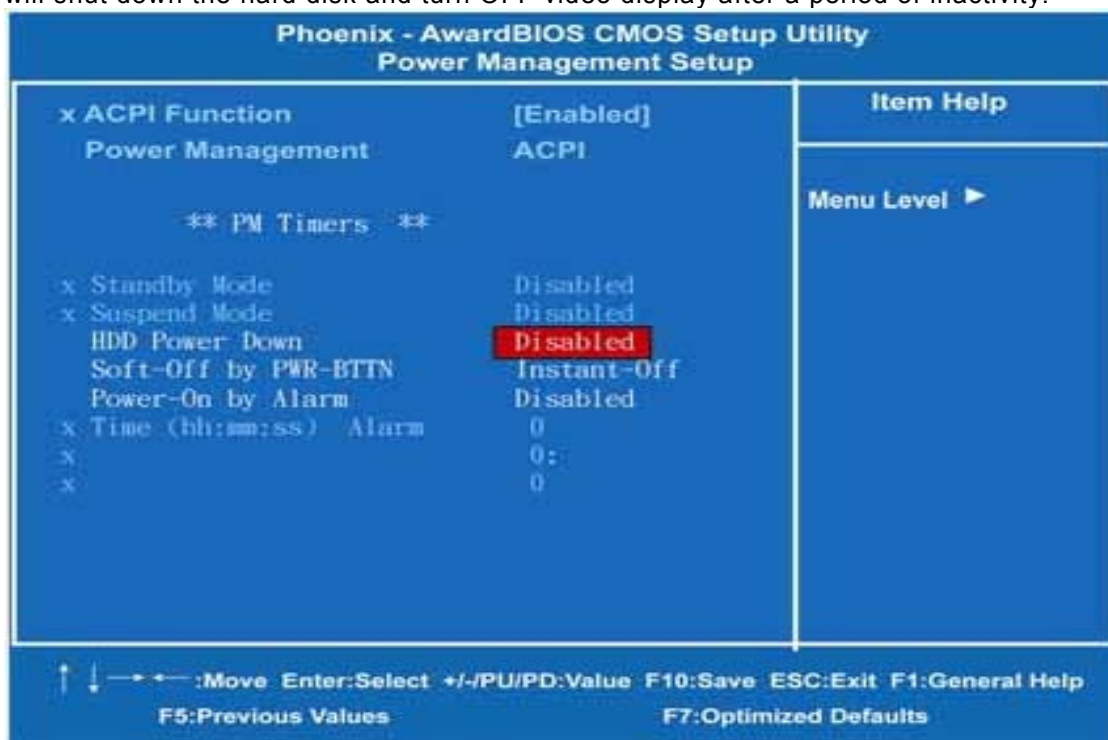 will shut down the hard disk and turn OFF video display after a period of inactivity.
Phoenix - AwardBIOS CMOS Setup Utility
Power Management Setup
x ACPI Function [Enabled]
Power Management ACPI
** PM Timers **
x Standby Mode Disabled
x Suspend Mode Disabled
HDD Power Down Disabled
Soft-Off by PWR-BTTN Instant-Off
Power-On by Alarm Disabled
x Time (hh:mm:ss) Alarm 0
x 0:
x 0
Item Help
Menu Level ►
↑ ↓ → ← :Move Enter:Select +/-/PU/PD:Value F10:Save ESC:Exit F1:General Help
F5:Previous Values F7:Optimized Defaults